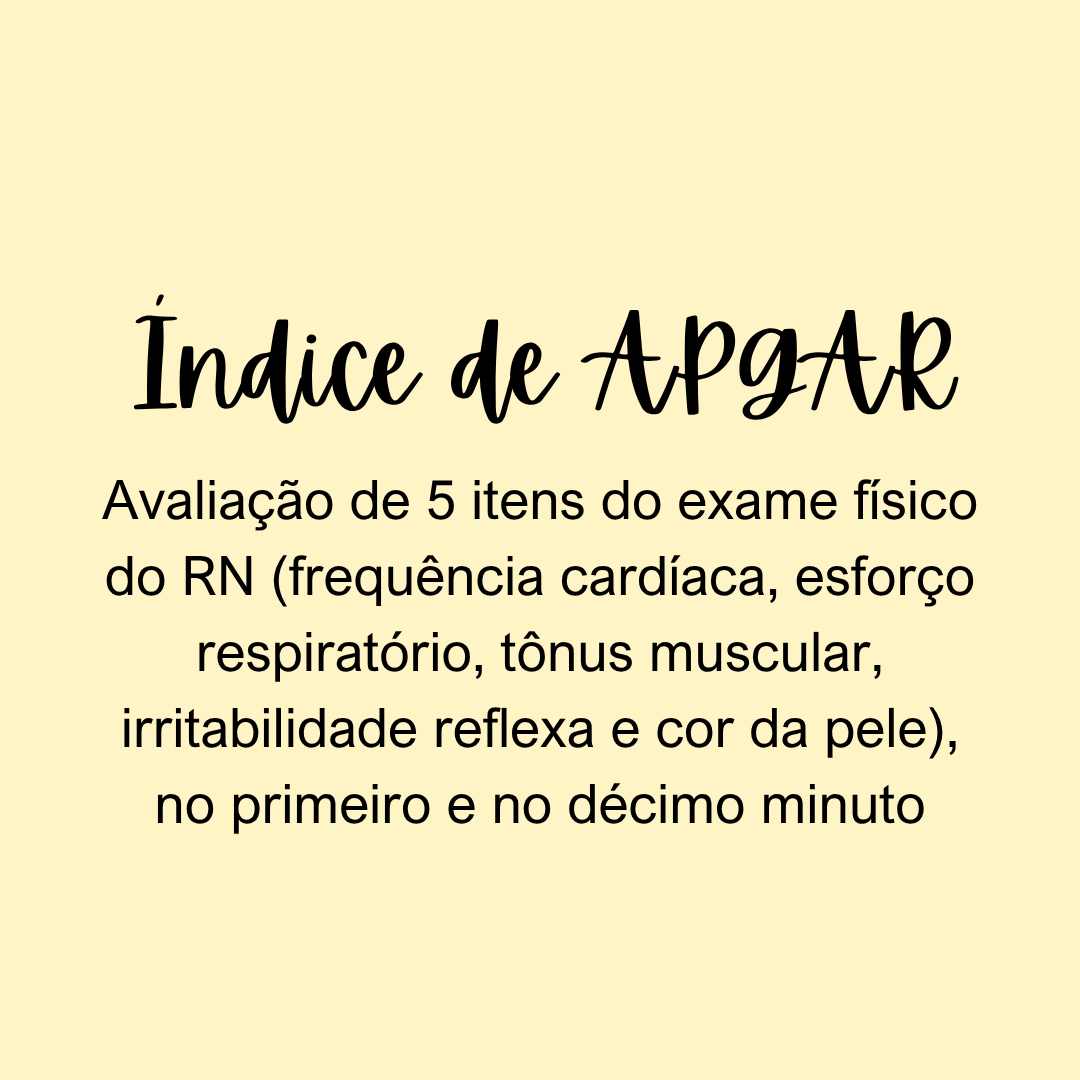 Índice de APGAR
Avaliação de 5 itens do exame físico
do RN (frequência cardíaca, esforço
respiratório, tônus muscular,
irritabilidade reflexa e cor da pele),
no primeiro e no décimo minuto